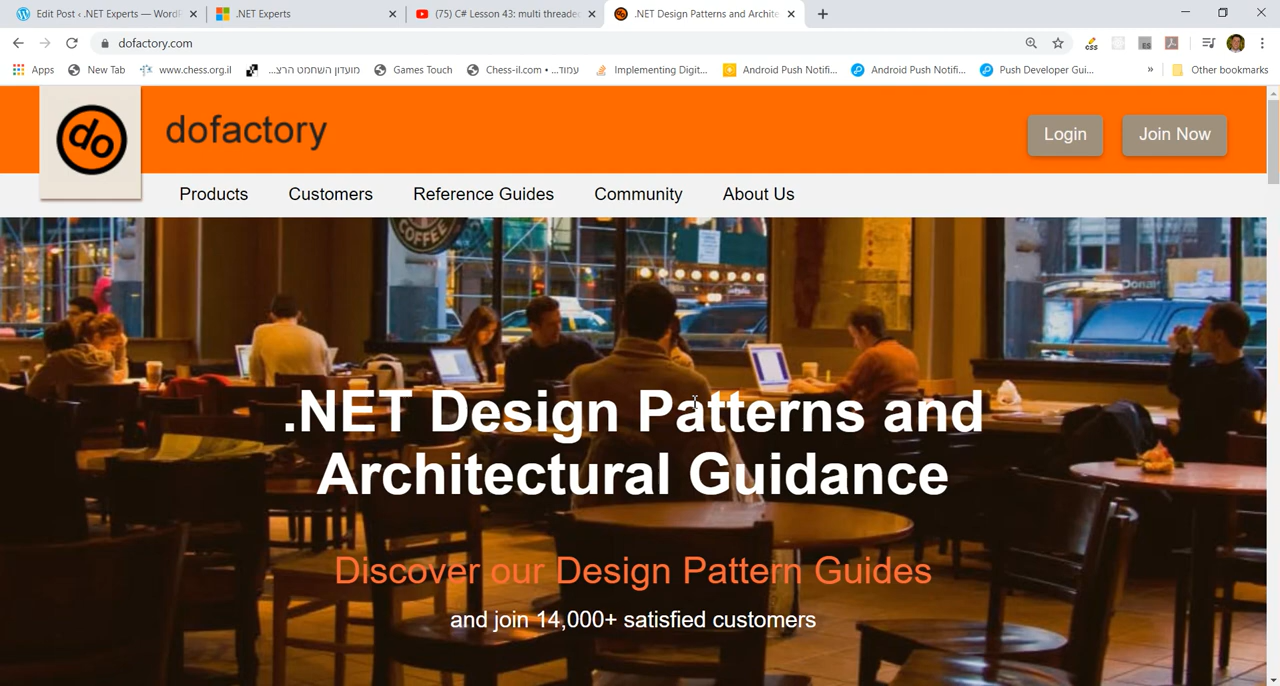 Edit Post ‹ .NET Experts — WordP
.NET Experts
(75) C# Lesson 43: multi threaded
.NET Design Patterns and Archite
dofactory.com
Apps
New Tab
www.chess.org.il
מועדון השחמט הרצ...
Games Touch
Chess-il.com • עמוד...
Implementing Digit...
Android Push Notifi...
Android Push Notifi...
Push Developer Gui...
»
Other bookmarks
do
dofactory
Login
Join Now
Products
Customers
Reference Guides
Community
About Us
COFFEE
.NET Design Patterns and
Architectural Guidance
Discover our Design Pattern Guides
and join 14,000+ satisfied customers